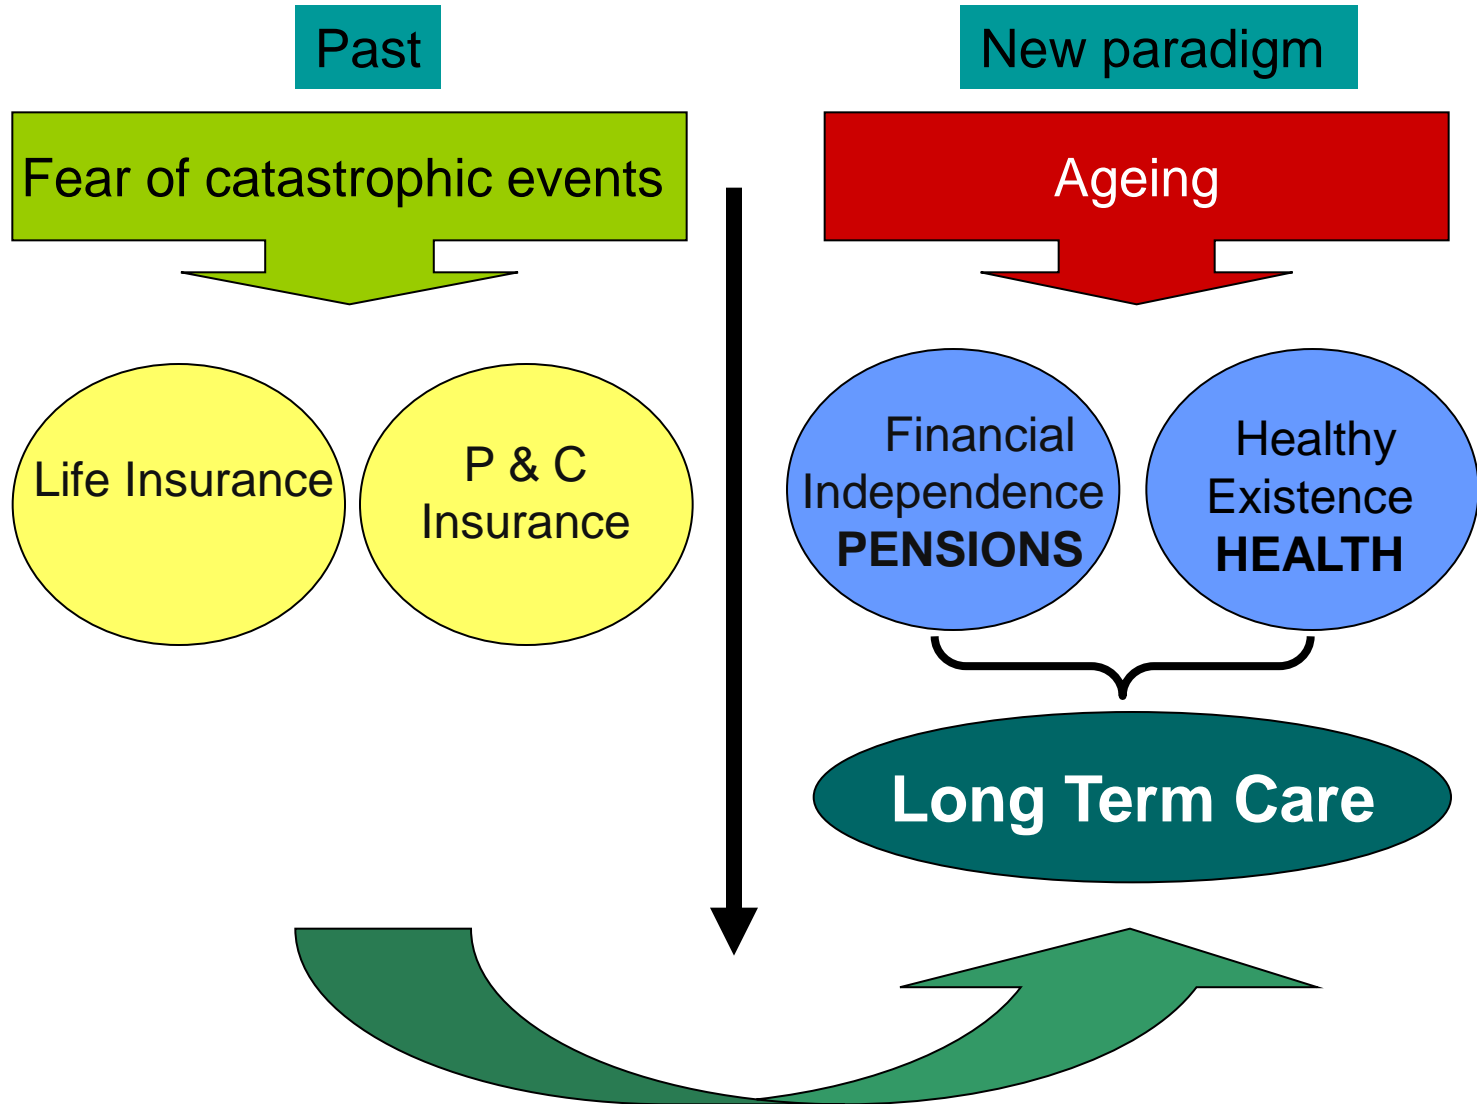 Past
New paradigm
Fear of catastrophic events
Ageing
Life Insurance
P & C
Insurance
Financial
Independence
PENSIONS
Healthy
Existence
HEALTH
Long Term Care